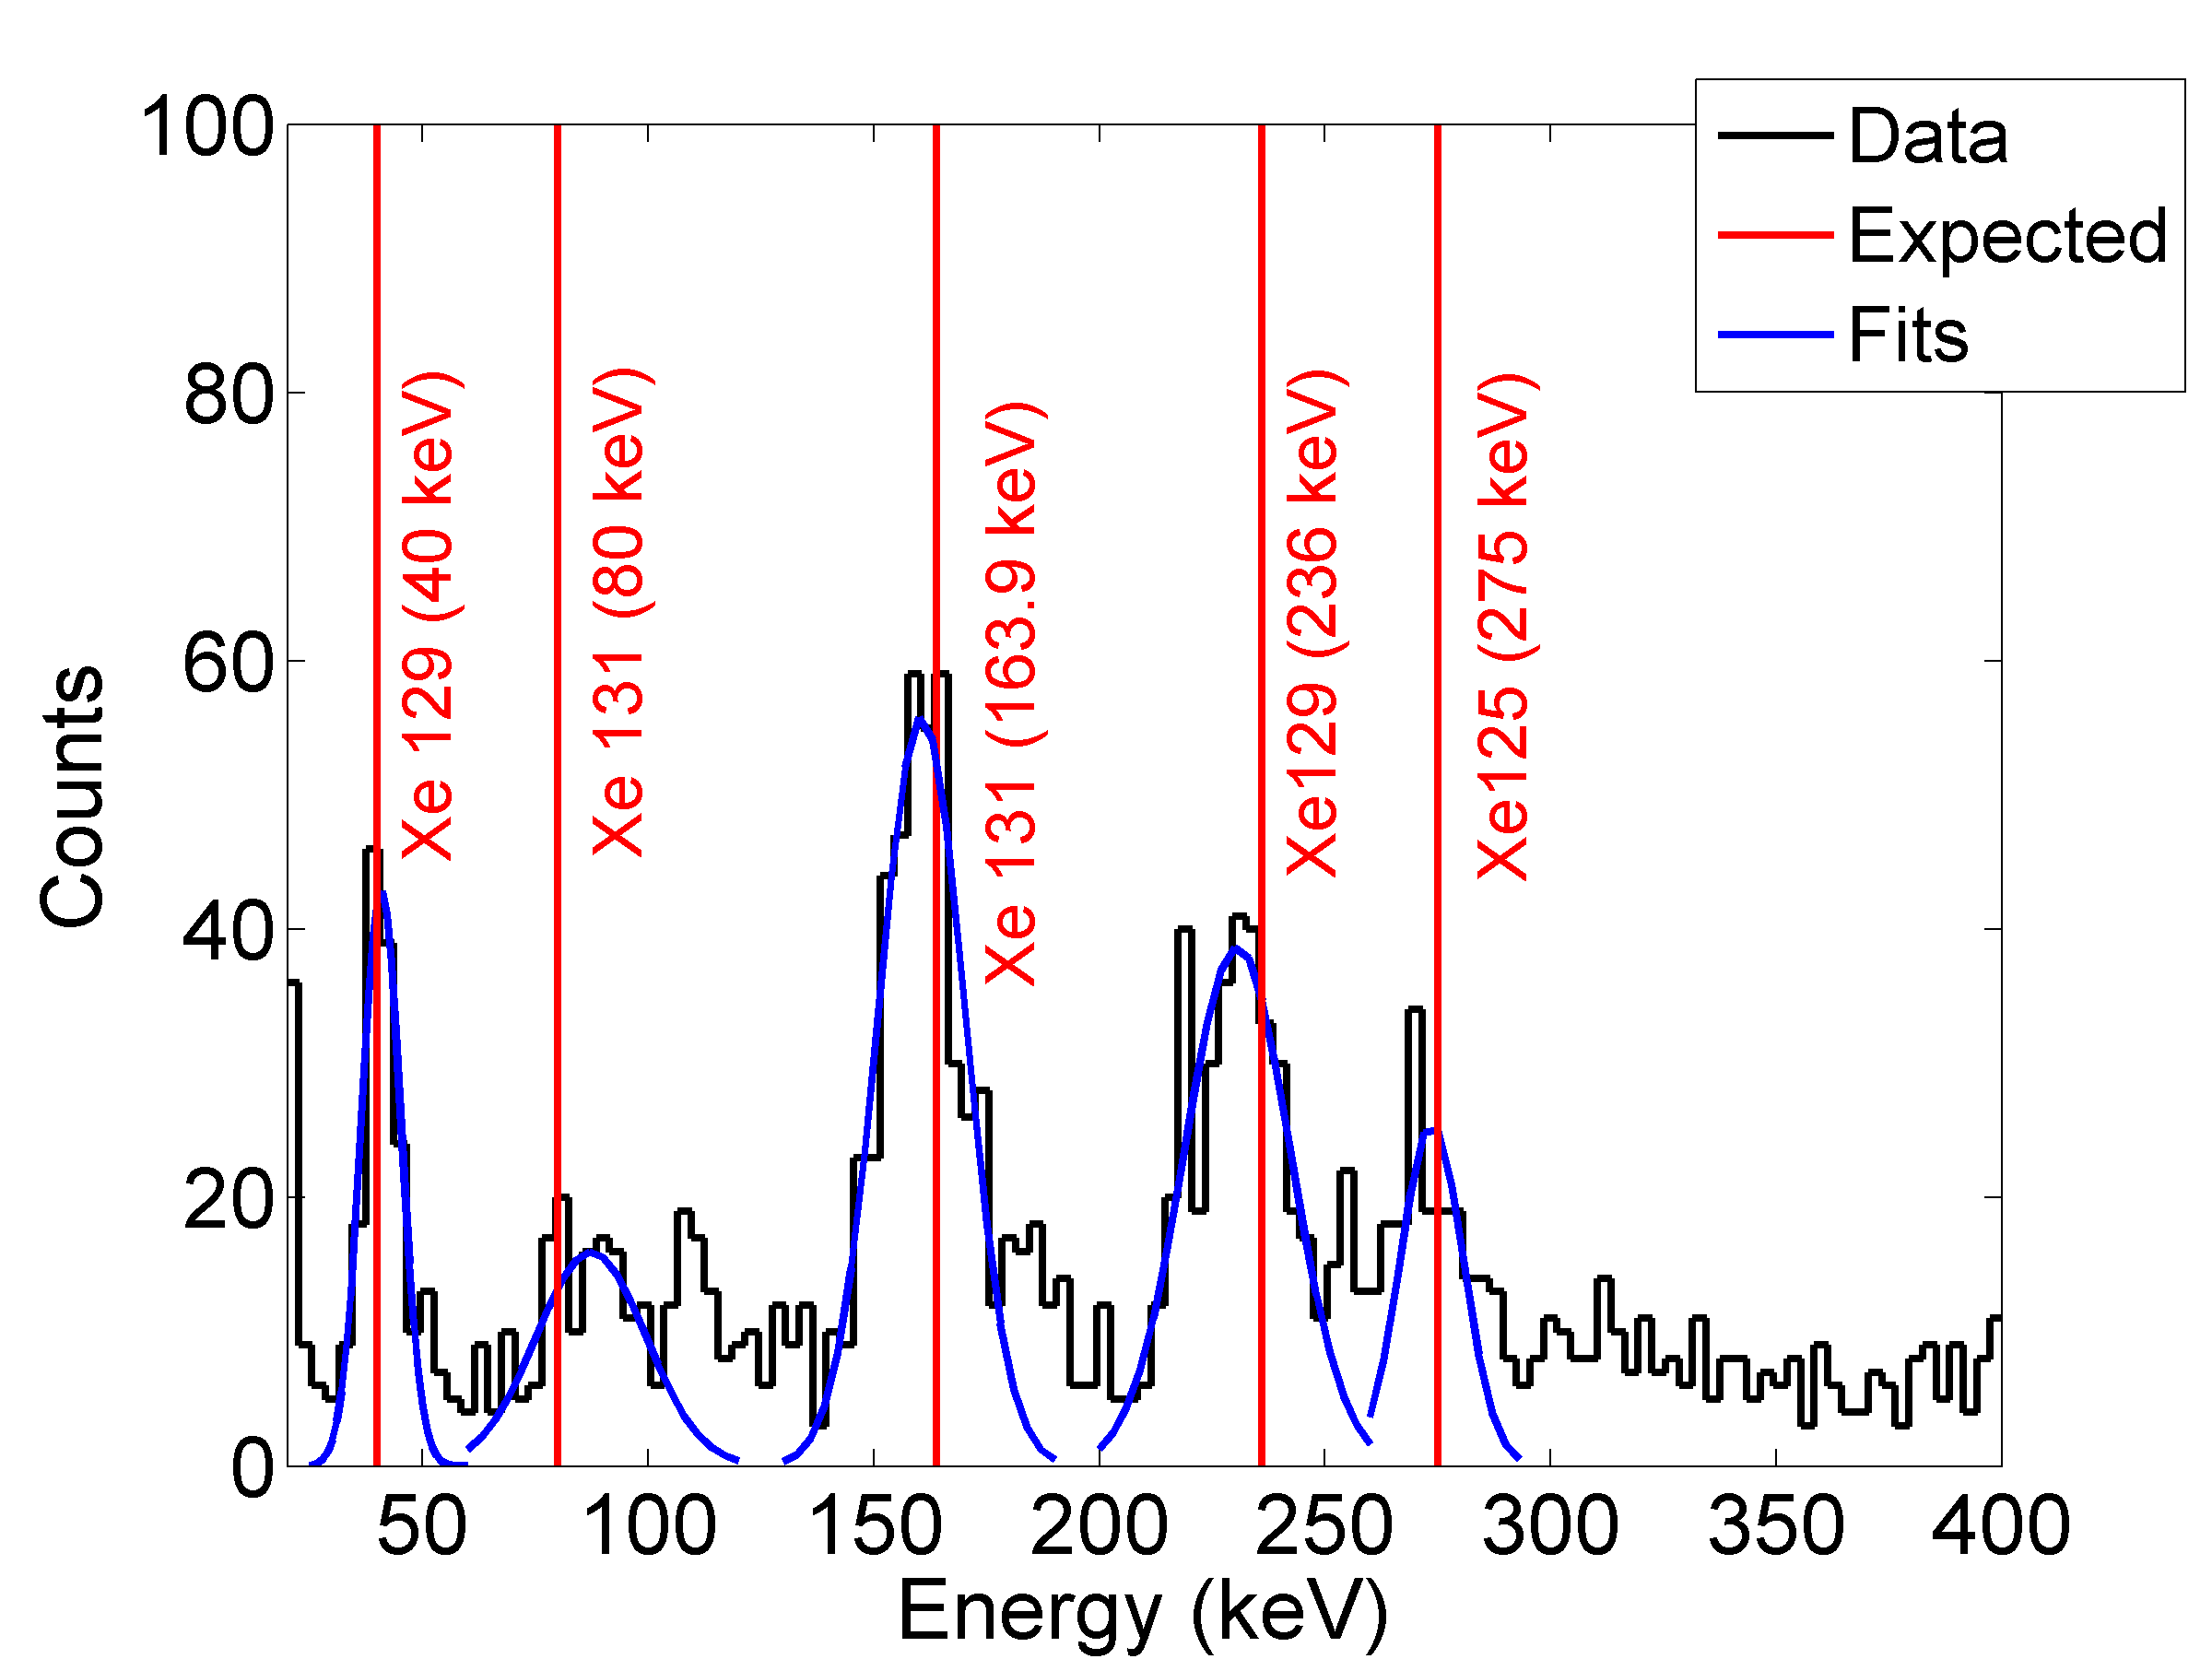 Data
Expected
Fits
100
80
60
40
20
0
Counts
Xe 129 (40 keV)
Xe 131 (80 keV)
Xe 131 (163.9 keV)
Xe129 (236 keV)
Xe125 (275 keV)
50 100 150 200 250 300 350 400
Energy (keV)